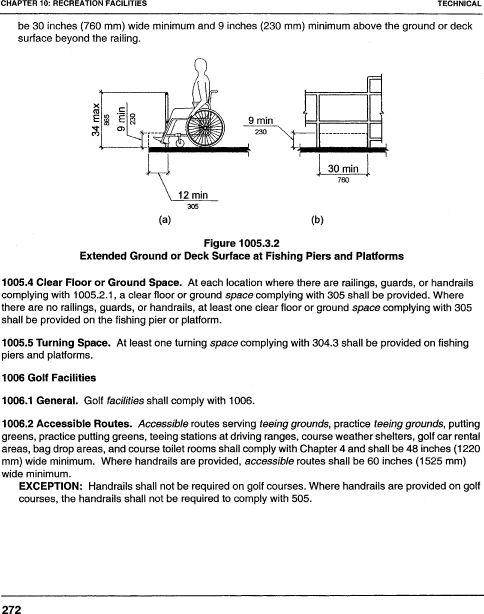 CHAPTER 10: RECREATION FACILITIES TECHNICAL
be 30 inches (760 mm) wide minimum and 9 inches (230 mm) minimum above the ground or deck
surface beyond the railing.
34 max
865
9 min
230
9 min
230
30 min
760
12 min
305
(a) (b)
Figure 1005.3.2
Extended Ground or Deck Surface at Fishing Piers and Platforms
1005.4 Clear Floor or Ground Space. At each location where there are railings, guards, or handrails
complying with 1005.2.1, a clear floor or ground space complying with 305 shall be provided. Where
there are no railings, guards, or handrails, at least one clear floor or ground space complying with 305
shall be provided on the fishing pier or platform.
1005.5 Turning Space. At least one turning space complying with 304.3 shall be provided on fishing
piers and platforms.
1006 Golf Facilities
1006.1 General. Golf facilities shall comply with 1006.
1006.2 Accessible Routes. Accessible routes serving teeing grounds, practice teeing grounds, putting
greens, practice putting greens, teeing stations at driving ranges, course weather shelters, golf car rental
areas, bag drop areas, and course toilet rooms shall comply with Chapter 4 and shall be 48 inches (1220
mm) wide minimum. Where handrails are provided, accessible routes shall be 60 inches (1525 mm)
wide minimum.
EXCEPTION: Handrails shall not be required on golf courses. Where handrails are provided on golf
courses, the handrails shall not be required to comply with 505.
272